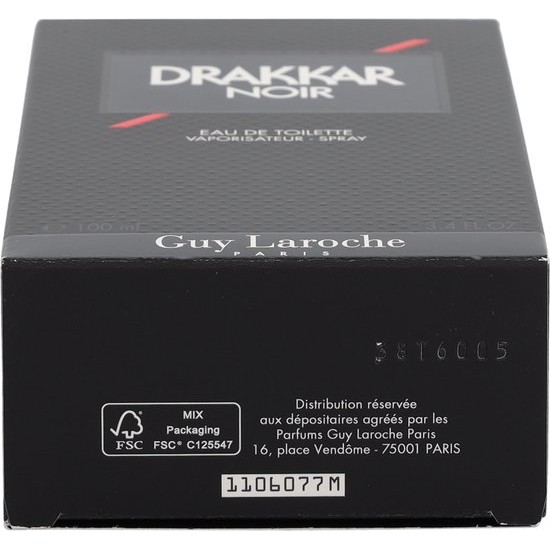 DRAKKAR
NOIR
EAU DE TOILETTE
VAPORISATEUR - SPRAY
℮ 100 mL 3.4 FL.OZ
Guy Laroche
PARIS
38T6005
FSC
MIX
Packaging
FSC® C125547
Distribution réservée
aux dépositaires agréés par les
Parfums Guy Laroche Paris
16, place Vendôme - 75001 PARIS
1106077M